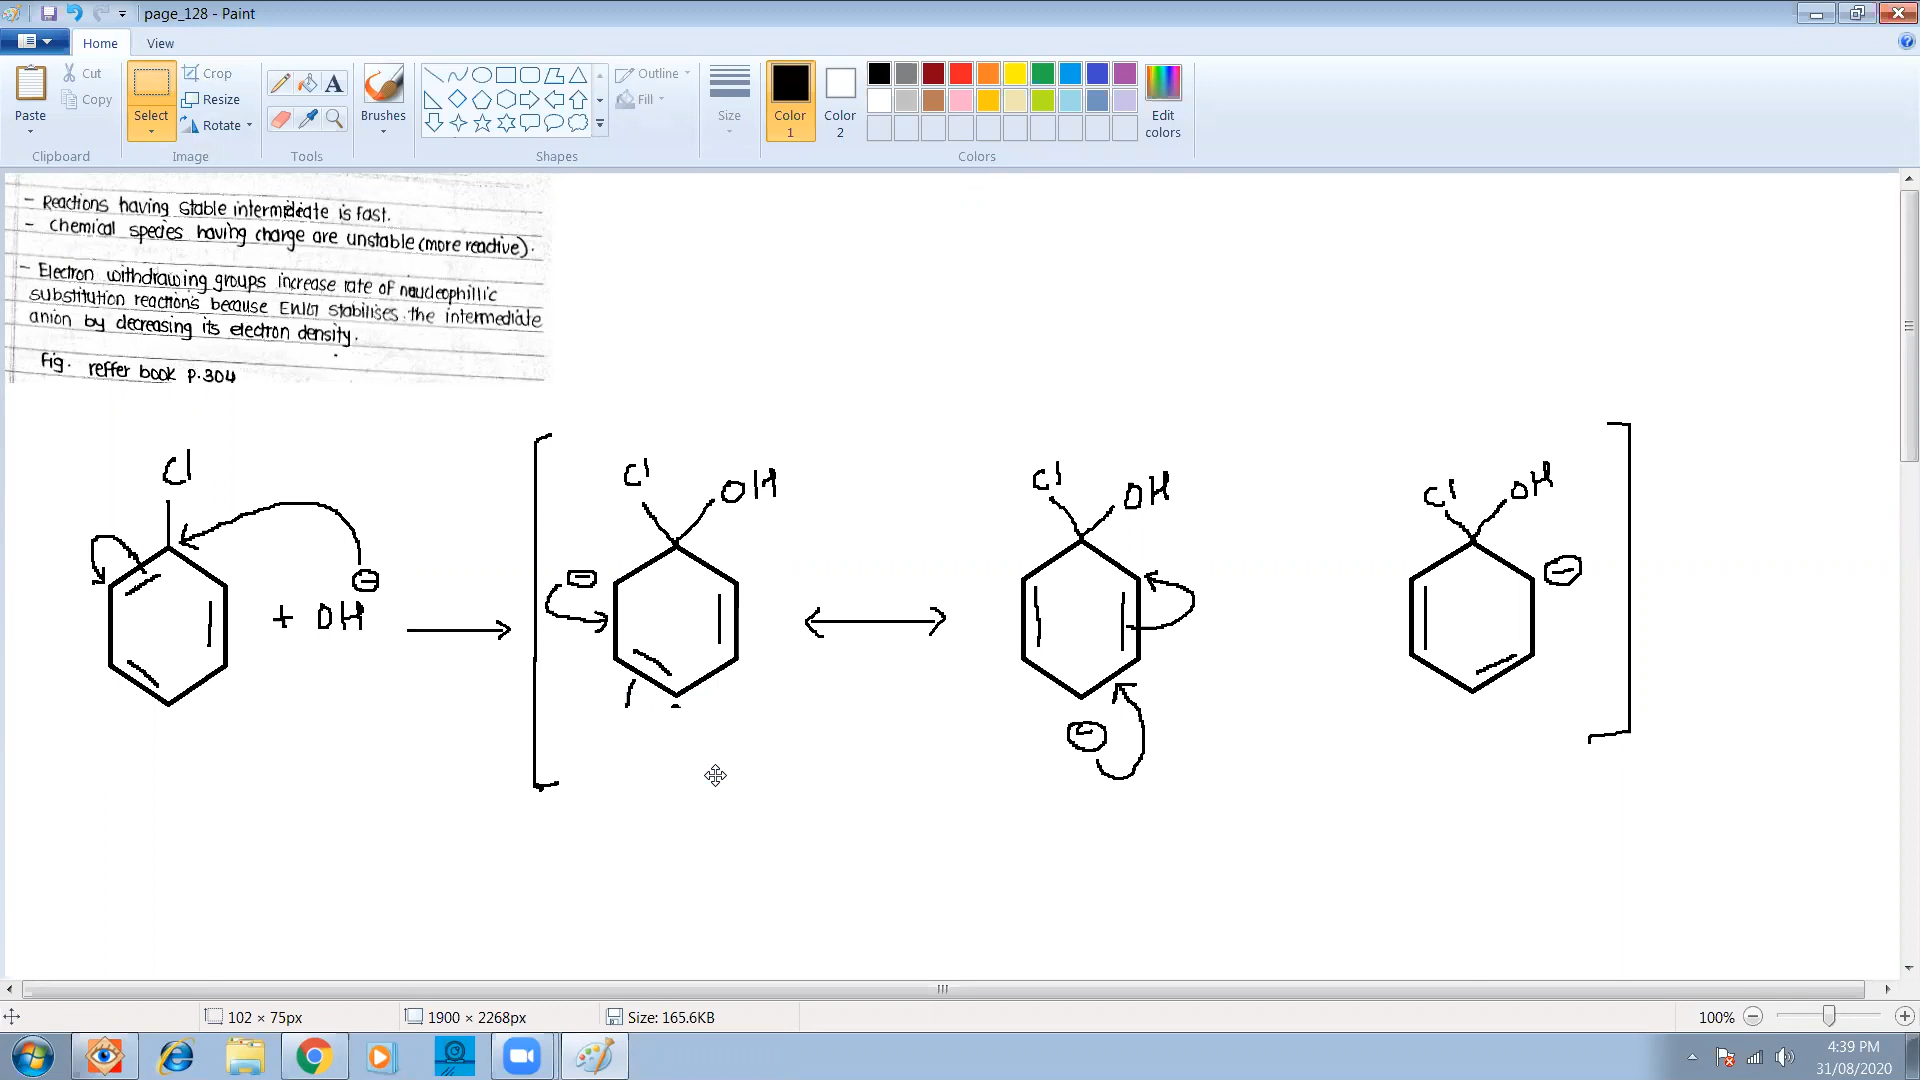 page_128 - Paint
Home View
Paste
Cut
Copy
Clipboard
Select
Crop
Resize
Rotate
Image
Tools
Brushes
Shapes
Outline
Fill
Size
Color 1
Color 2
Colors
Edit colors
- Reactions having stable intermediate is fast.
- chemical species having charge are unstable (more reactive).
- Electron withdrawing groups increase rate of
substitution reactions because EWG stabilises the intermediate
anion by decreasing its electron density.
Fig. reffer book p.304
Cl
+ OH
⊖
Cl OH
⊖
Cl OH
⊖
Cl OH
⊖
102 × 75px
1900 × 2268px
Size: 165.6KB
100%
4:39 PM
31/08/2020